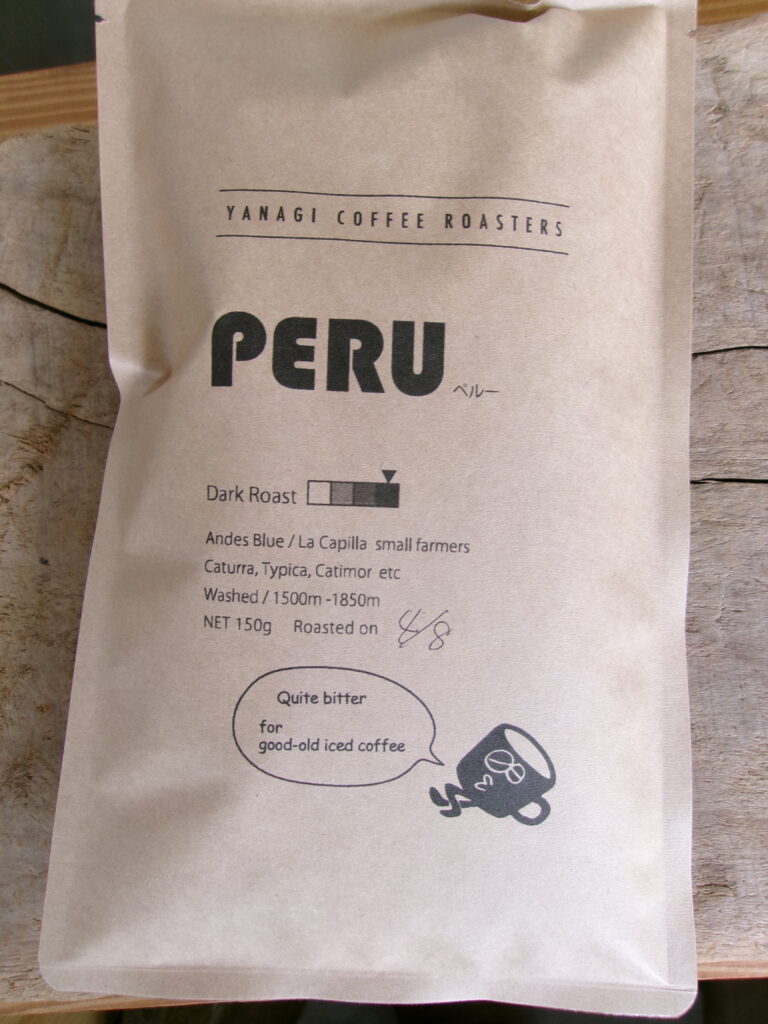 YANAGI COFFEE ROASTERS
PERU ペルー
Dark Roast
Andes Blue / La Capilla small farmers
Caturra, Typica, Catimor etc
Washed / 1500m -1850m
NET 150g Roasted on 4/8
Quite bitter
for
good-old iced coffee